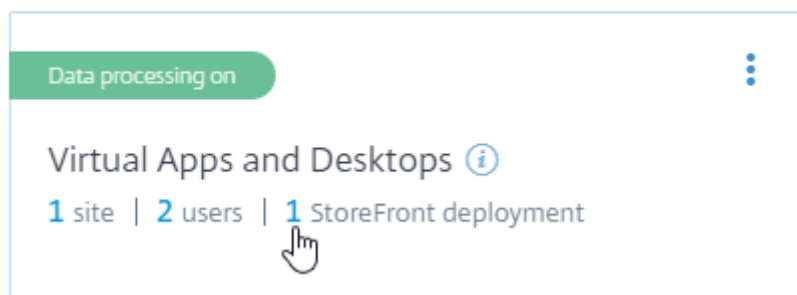 Data processing on
Virtual Apps and Desktops i
1 site | 2 users | 1 StoreFront deployment